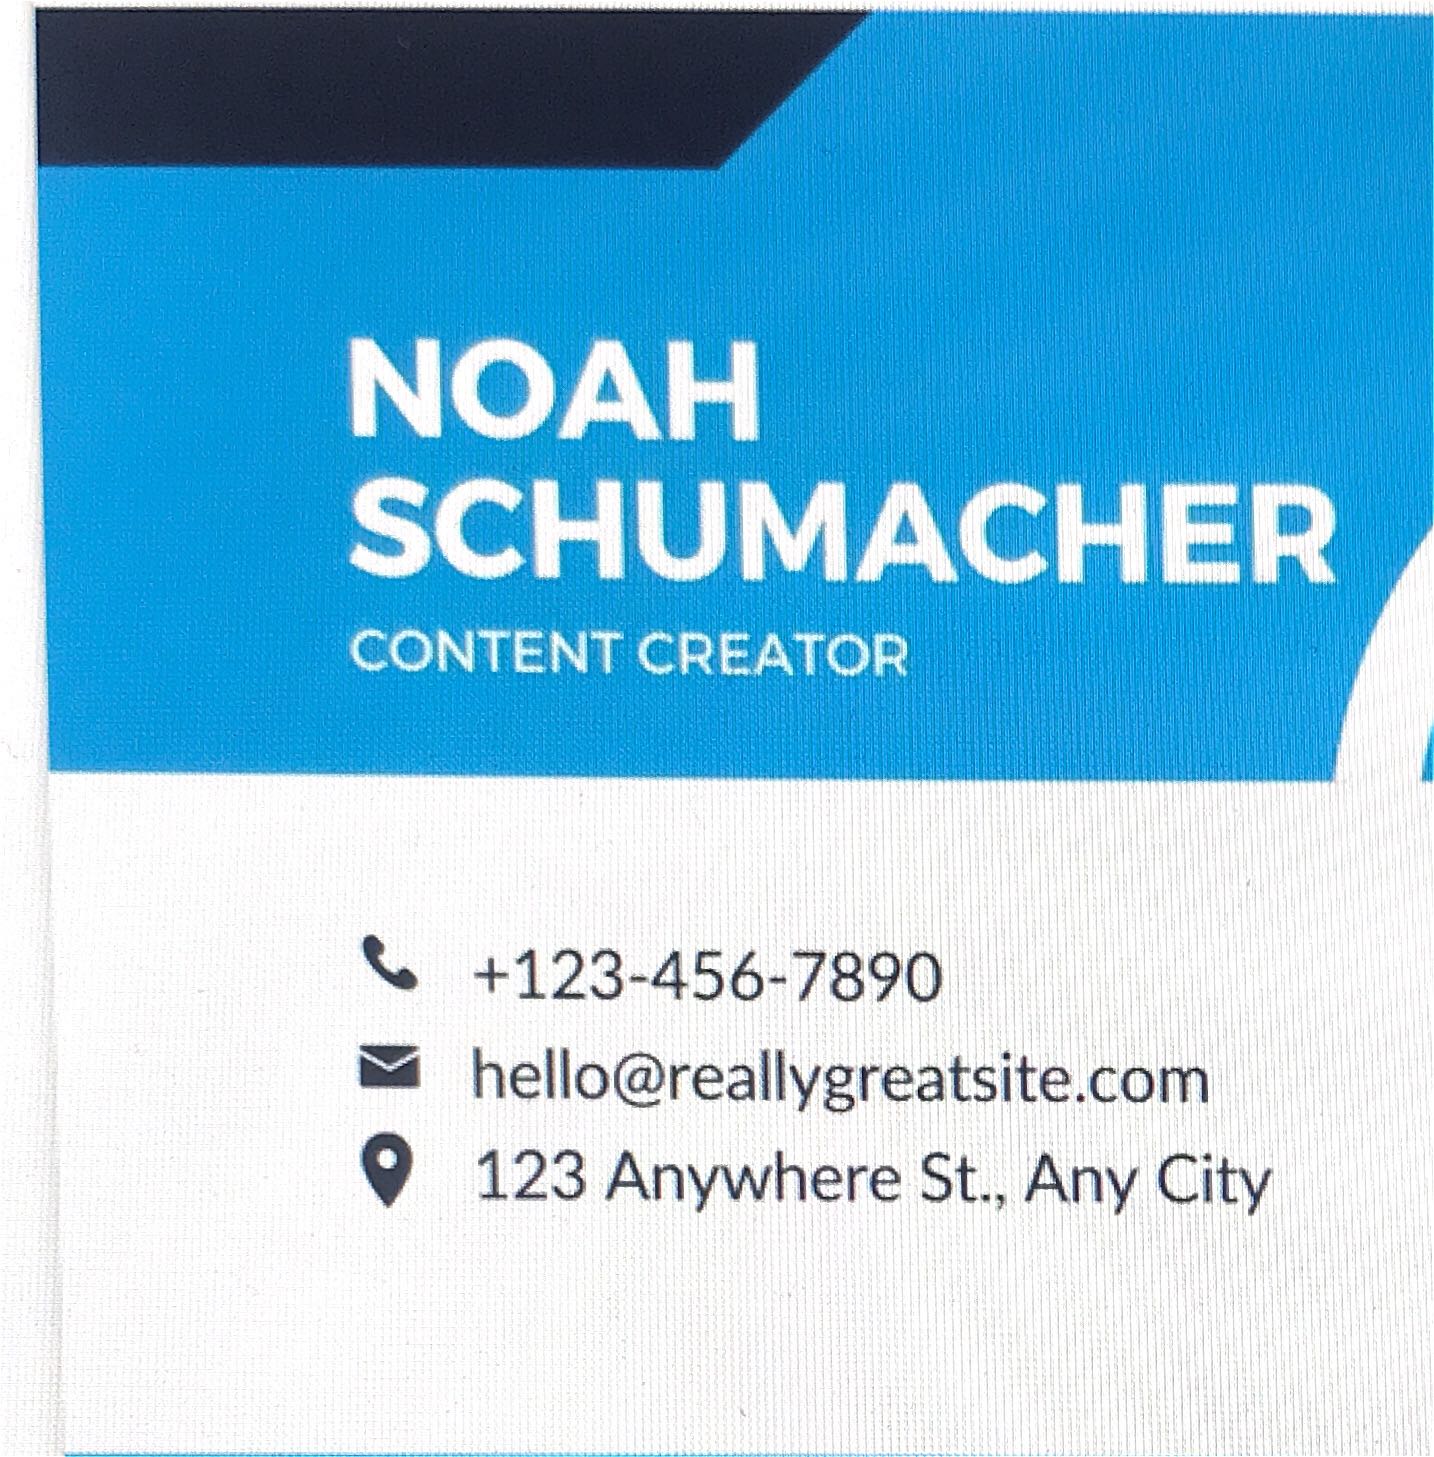 NOAH
SCHUMACHER
CONTENT CREATOR
+123-456-7890
hello@reallygreatsite.com
123 Anywhere St., Any City